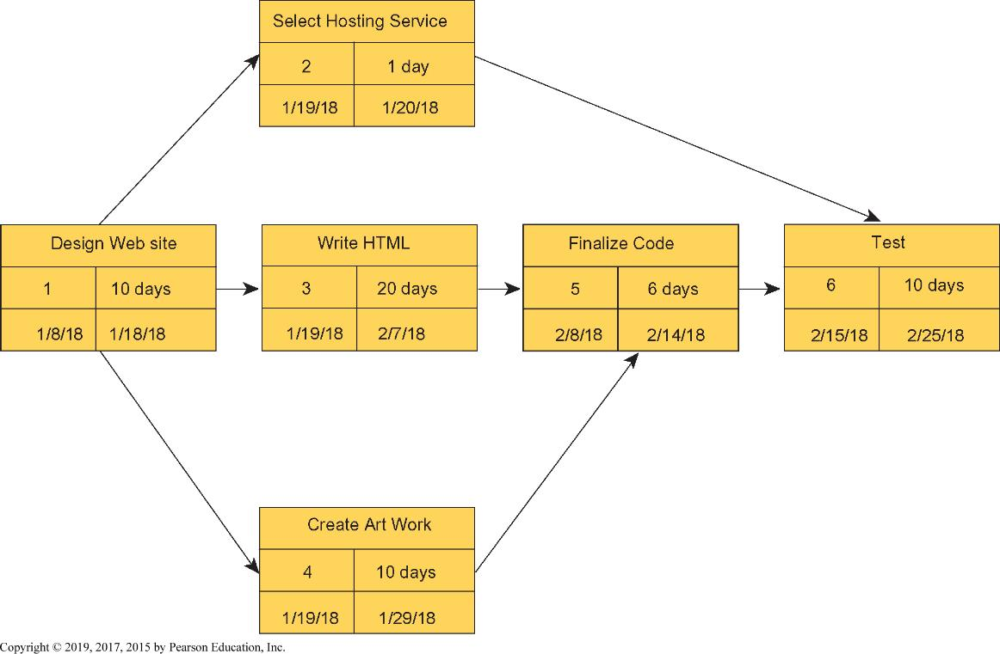 Select Hosting Service
2 1 day
1/19/18 1/20/18
Design Web site
1 10 days
1/8/18 1/18/18
Write HTML
3 20 days
1/19/18 2/7/18
Finalize Code
5 6 days
2/8/18 2/14/18
Test
6 10 days
2/15/18 2/25/18
Create Art Work
4 10 days
1/19/18 1/29/18
Copyright © 2019, 2017, 2015 by Pearson Education, Inc.